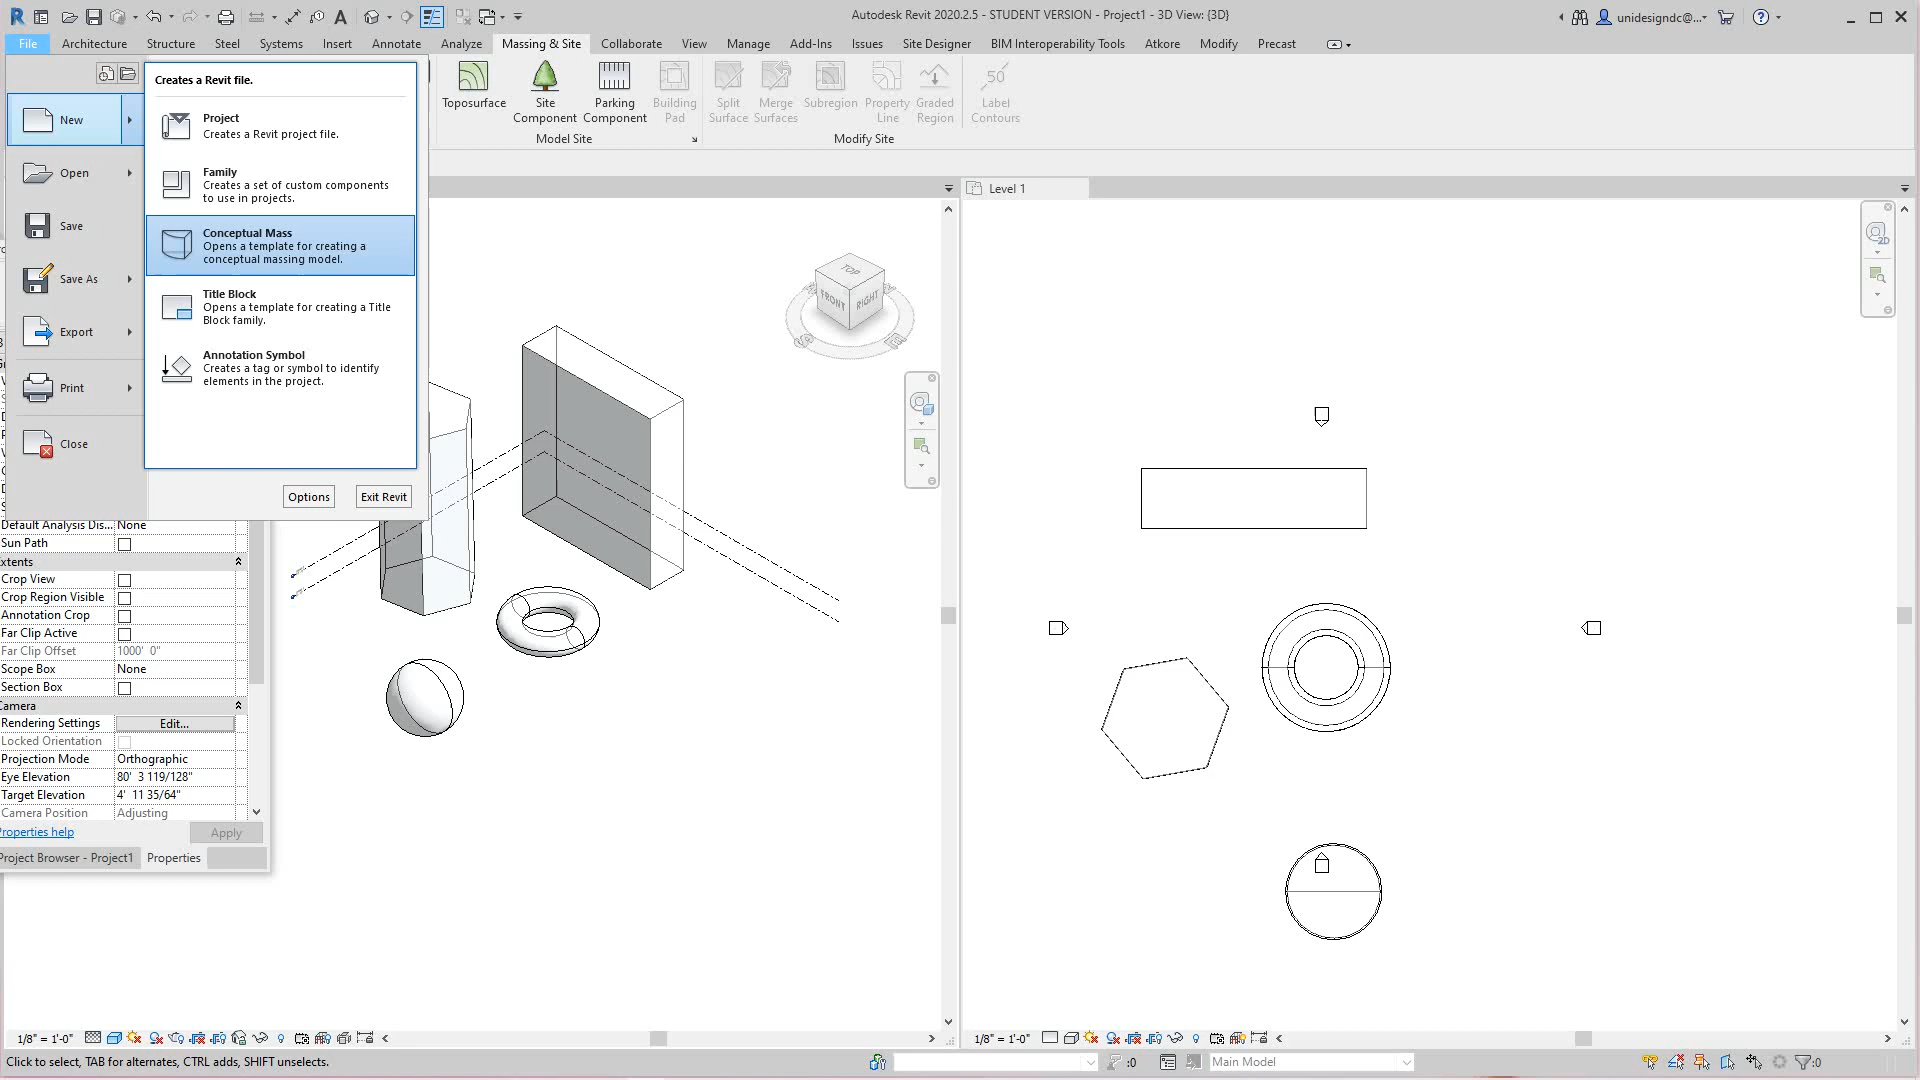 Autodesk Revit 2020.2.5 - STUDENT VERSION - Project1 - 3D View: {3D}
unidesigndc@...
File Architecture Structure Steel Systems Insert Annotate Analyze Massing & Site Collaborate View Manage Add-Ins Issues Site Designer BIM Interoperability Tools Atkore Modify Precast
Toposurface
Site Component
Parking Component
Building Pad
Split Surface
Merge Surfaces
Subregion
Property Line
Graded Region
50
Label Contours
Model Site
Modify Site
New
Open
Save
Save As
Export
Print
Close
Creates a Revit file.
Project
Creates a Revit project file.
Family
Creates a set of custom components
to use in projects.
Conceptual Mass
Opens a template for creating a
conceptual massing model.
Title Block
Opens a template for creating a Title
Block family.
Annotation Symbol
Creates a tag or symbol to identify
elements in the project.
Options
Exit Revit
Level 1
TOP
FRONT
RIGHT
2D
Default Analysis Dis... None
Sun Path
xtents
Crop View
Crop Region Visible
Annotation Crop
Far Clip Active
Far Clip Offset 1000' 0"
Scope Box None
Section Box
Camera
Rendering Settings Edit...
Locked Orientation
Projection Mode Orthographic
Eye Elevation 80' 3 119/128"
Target Elevation 4' 11 35/64"
Camera Position Adjusting
Properties help
Apply
Project Browser - Project1
Properties
1/8" = 1'-0"
1/8" = 1'-0"
Click to select, TAB for alternates, CTRL adds, SHIFT unselects.
:0
Main Model
:0